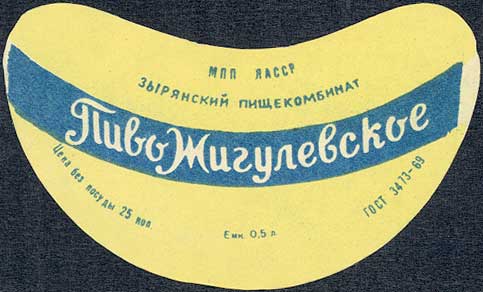 МПП ЯАССР
ЗЫРЯНСКИЙ ПИЩЕКОМБИНАТ
Пиво Жигулевское
Цена без посуды 25 коп.
Емк. 0,5 л.
ГОСТ 3473-69